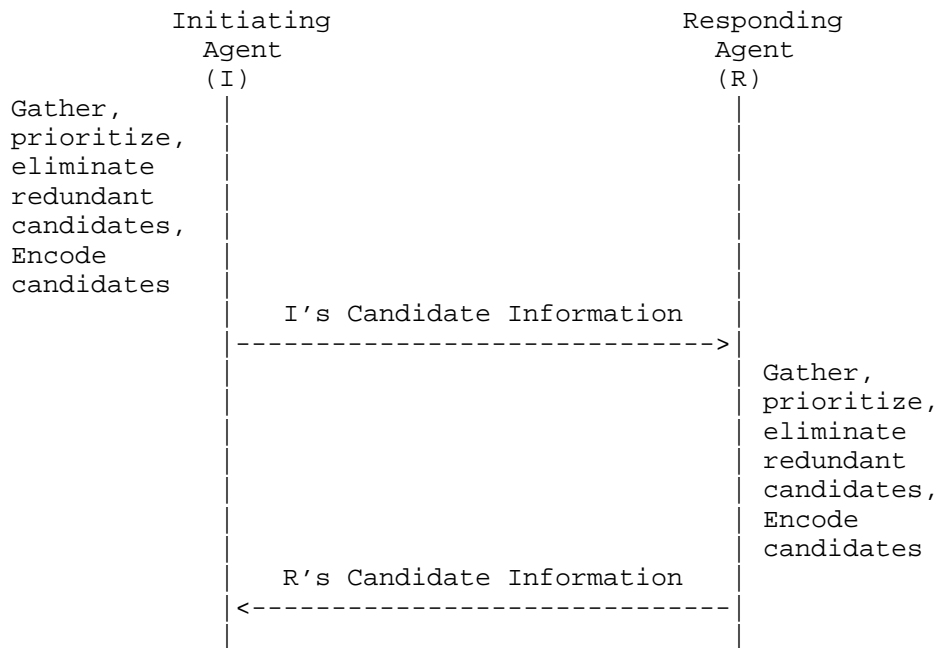 Initiating Responding
Agent Agent
(I) (R)
Gather,
prioritize,
eliminate
redundant
candidates,
Encode
candidates
I's Candidate Information
Gather,
prioritize,
eliminate
redundant
candidates,
Encode
candidates
R's Candidate Information